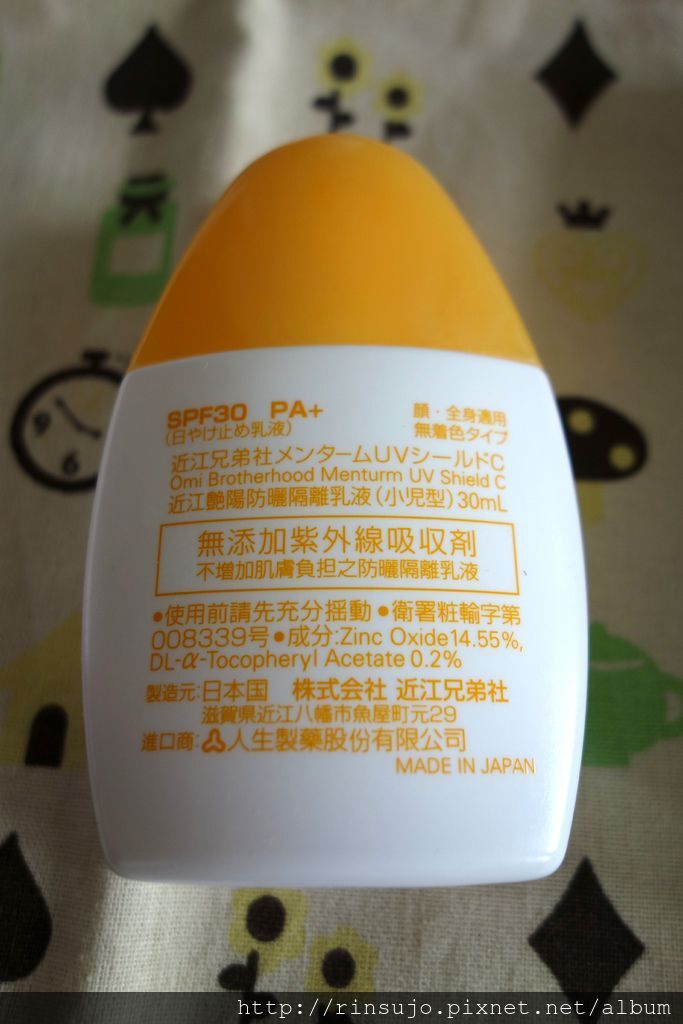 SPF30 PA+
(日やけ止め乳液)
顔・全身適用
無着色タイプ
近江兄弟社メンタームUVシールドC
Omi Brotherhood Menturm UV Shield C
近江艷陽防曬隔離乳液(小児型)30mL
無添加紫外線吸収剤
不增加肌膚負担之防曬隔離乳液
•使用前請先充分揺動•衛署粧輸字第
008339号•成分:Zinc Oxide14.55%,
DL-α-Tocopheryl Acetate 0.2%
製造元:日本国 株式会社 近江兄弟社
滋賀県近江八幡市魚屋町元29
進口商:人生製藥股份有限公司
MADE IN JAPAN
http://rinsujo.pixnet.net/album